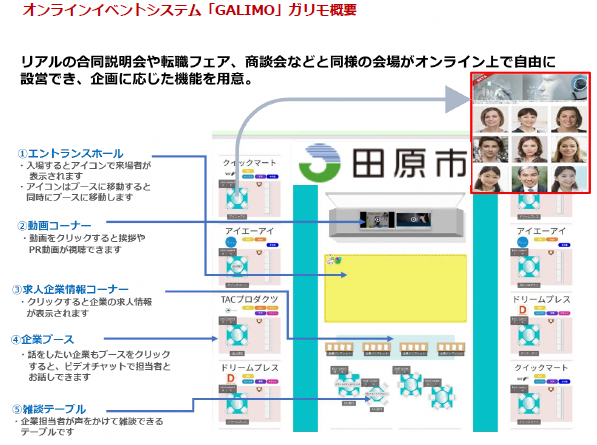 オンラインイベントシステム「GALIMO」ガリモ概要
リアルの合同説明会や転職フェア、商談会などと同様の会場がオンライン上で自由に
設営でき、企画に応じた機能を用意。
①エントランスホール
・入場するとアイコンで来場者が
表示されます
・アイコンはブースに移動すると
同時にブースに移動します
②動画コーナー
・動画をクリックすると挨拶や
PR動画が視聴できます
③求人企業情報コーナー
・クリックすると企業の求人情報
が表示されます
④企業ブース
・話をしたい企業もブースをクリック
すると、ビデオチャットで担当者と
お話しできます
⑤雑談テーブル
・企業担当者が声をかけて雑談できる
テーブルです
田原市
クイックマート
アイエーアイ
TACプロダクツ
ドリームプレス
D
ドリームプレス
D
クイックマート